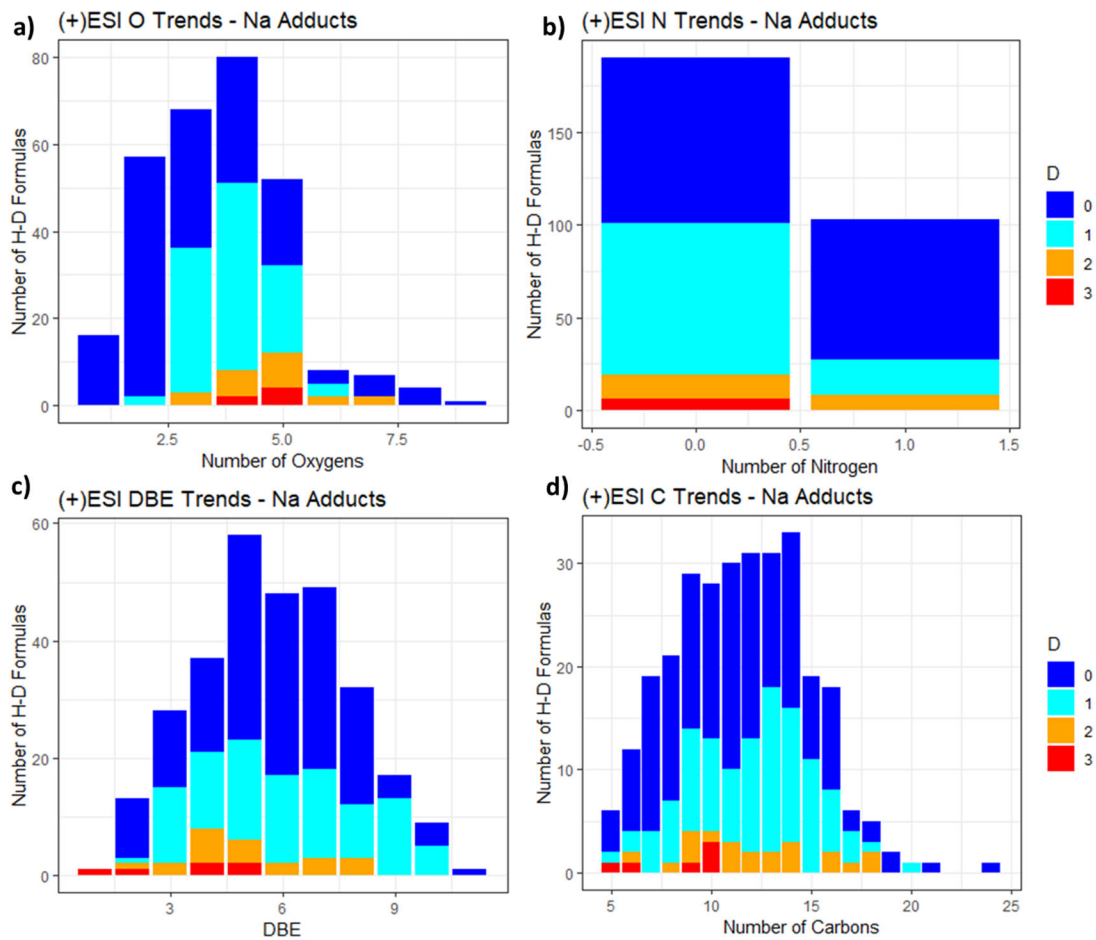 a)
(+)ESI O Trends - Na Adducts
Number of H-D Formulas
80
60
40
20
0
2.5
5.0
7.5
Number of Oxygens
b)
(+)ESI N Trends - Na Adducts
Number of H-D Formulas
150
100
50
0
-0.5
0.0
0.5
1.0
1.5
Number of Nitrogen
D
0
1
2
3
c)
(+)ESI DBE Trends - Na Adducts
Number of H-D Formulas
60
40
20
0
3
6
9
DBE
d)
(+)ESI C Trends - Na Adducts
Number of H-D Formulas
30
20
10
0
5
10
15
20
25
Number of Carbons
D
0
1
2
3